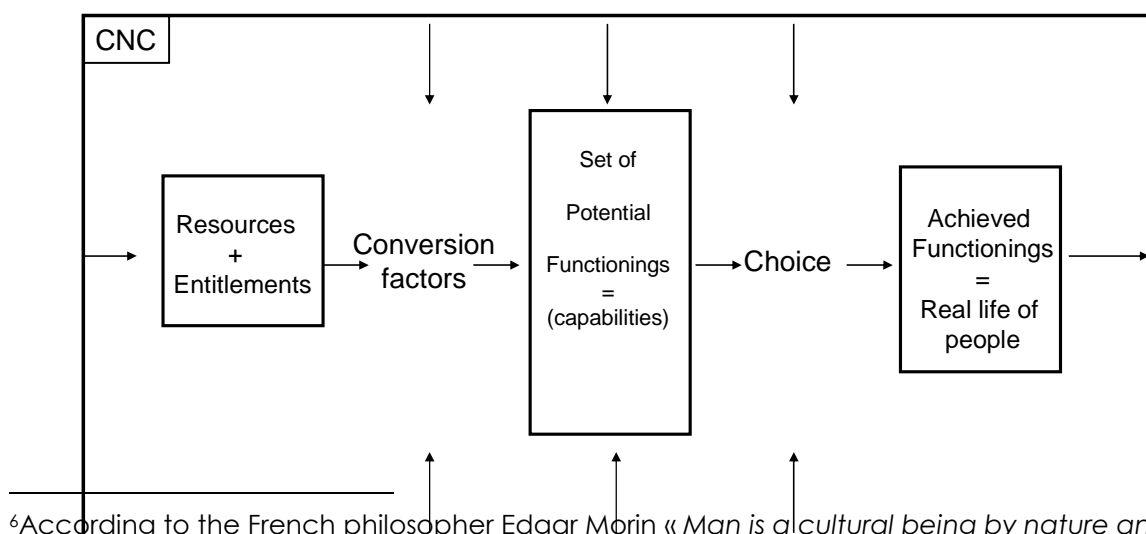 CNC
Resources
+
Entitlements
Conversion
factors
Set of
Potential
Functionings
=
(capabilities)
Choice
Achieved
Functionings
=
Real life of
people
⁶According to the French philosopher Edgar Morin « Man is a cultural being by nature